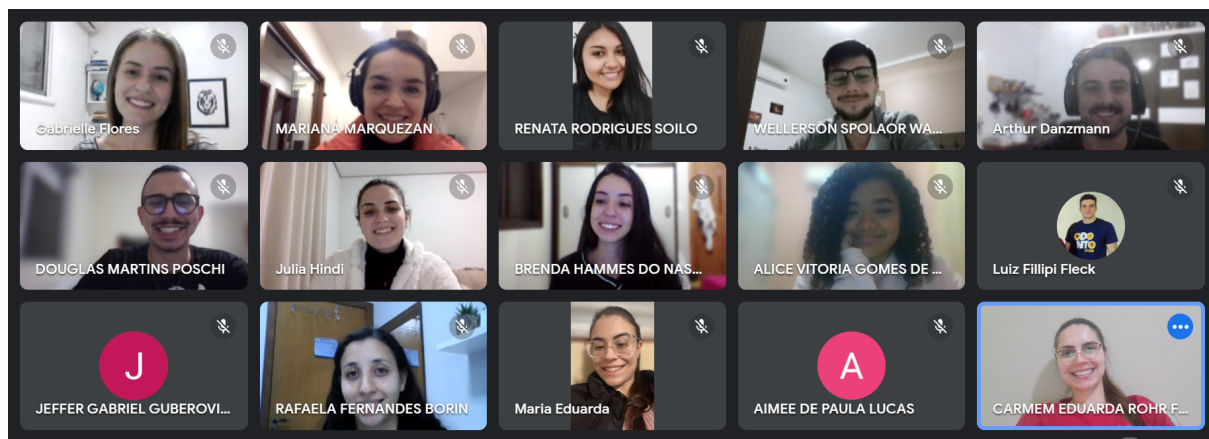 Gabrielle Flores
MARIANA MARQUEZAN
RENATA RODRIGUES SOILO
WELLERSON SPOLAOR WA...
Arthur Danzmann
DOUGLAS MARTINS POSCHI
Julia Hindi
BRENDA HAMMES DO NAS...
ALICE VITORIA GOMES DE ...
ODO
NTO
Luiz Fillipi Fleck
J
JEFFER GABRIEL GUBEROVI...
RAFAELA FERNANDES BORIN
Maria Eduarda
A
AIMEE DE PAULA LUCAS
CARMEM EDUARDA ROHR F...